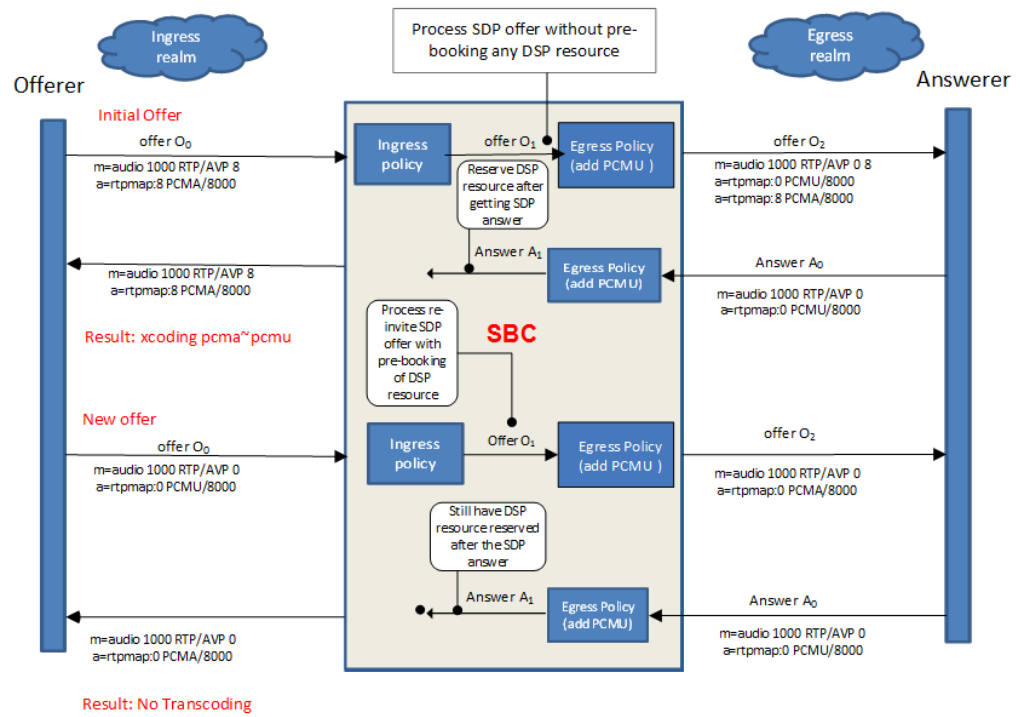 Process SDP offer without pre-
booking any DSP resource
Ingress
realm
Egress
realm
Offerer
Answerer
Initial Offer
offer O₀
m=audio 1000 RTP/AVP 8
a=rtpmap:8 PCMA/8000
Ingress
policy
offer O₁
Egress Policy
(add PCMU )
offer O₂
m=audio 1000 RTP/AVP 0 8
a=rtpmap:0 PCMU/8000
a=rtpmap:8 PCMA/8000
Reserve DSP
resource after
getting SDP
answer
Answer A₁
Egress Policy
(add PCMU)
Answer A₀
m=audio 1000 RTP/AVP 0
a=rtpmap:0 PCMU/8000
m=audio 1000 RTP/AVP 8
a=rtpmap:8 PCMA/8000
Result: xcoding pcma~pcmu
Process re-
invite SDP
offer with
pre-booking
of DSP
resource
SBC
New offer
offer O₀
m=audio 1000 RTP/AVP 0
a=rtpmap:0 PCMU/8000
Ingress
policy
Offer O₁
Egress Policy
(add PCMU )
offer O₂
m=audio 1000 RTP/AVP 0
a=rtpmap:0 PCMA/8000
Still have DSP
resource reserved
after the SDP
answer
Answer A₁
Egress Policy
(add PCMU)
Answer A₀
m=audio 1000 RTP/AVP 0
a=rtpmap:0 PCMU/8000
m=audio 1000 RTP/AVP 0
a=rtpmap:0 PCMA/8000
Result: No Transcoding